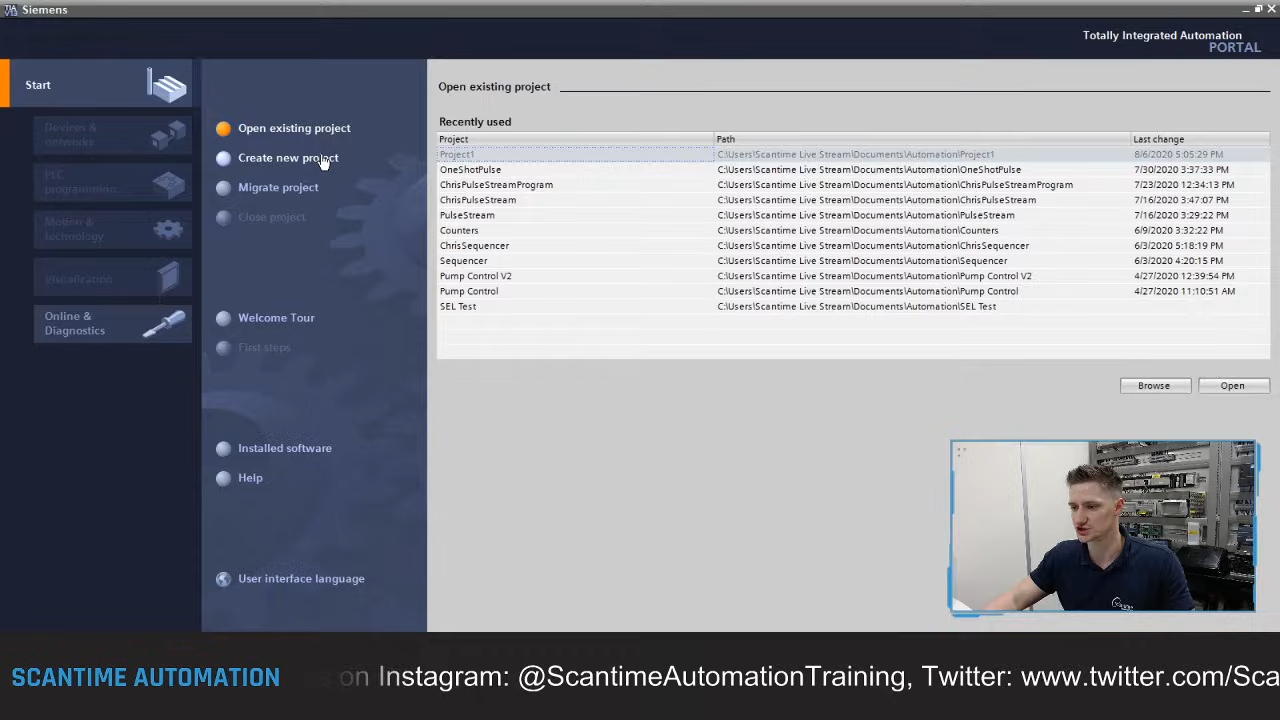 TIA
V13
Siemens
Totally Integrated Automation
PORTAL
Start
Devices &
networks
PLC
programming
Motion &
technology
Visualization
Online &
Diagnostics
Open existing project
Create new project
Migrate project
Close project
Welcome Tour
First steps
Installed software
Help
User interface language
Open existing project
Recently used
Project Path Last change
Project1 C:\Users\Scantime Live Stream\Documents\Automation\Project1 8/6/2020 5:05:29 PM
OneShotPulse C:\Users\Scantime Live Stream\Documents\Automation\OneShotPulse 7/30/2020 3:37:33 PM
ChrisPulseStreamProgram C:\Users\Scantime Live Stream\Documents\Automation\ChrisPulseStreamProgram 7/23/2020 12:34:13 PM
ChrisPulseStream C:\Users\Scantime Live Stream\Documents\Automation\ChrisPulseStream 7/16/2020 3:47:07 PM
PulseStream C:\Users\Scantime Live Stream\Documents\Automation\PulseStream 7/16/2020 3:29:22 PM
Counters C:\Users\Scantime Live Stream\Documents\Automation\Counters 6/9/2020 3:32:22 PM
ChrisSequencer C:\Users\Scantime Live Stream\Documents\Automation\ChrisSequencer 6/3/2020 5:18:19 PM
Sequencer C:\Users\Scantime Live Stream\Documents\Automation\Sequencer 6/3/2020 4:20:15 PM
Pump Control V2 C:\Users\Scantime Live Stream\Documents\Automation\Pump Control V2 4/27/2020 12:39:54 PM
Pump Control C:\Users\Scantime Live Stream\Documents\Automation\Pump Control 4/27/2020 11:10:51 AM
SEL Test C:\Users\Scantime Live Stream\Documents\Automation\SEL Test
Browse Open
SCANTIME AUTOMATION on Instagram: @ScantimeAutomationTraining, Twitter: www.twitter.com/Sca